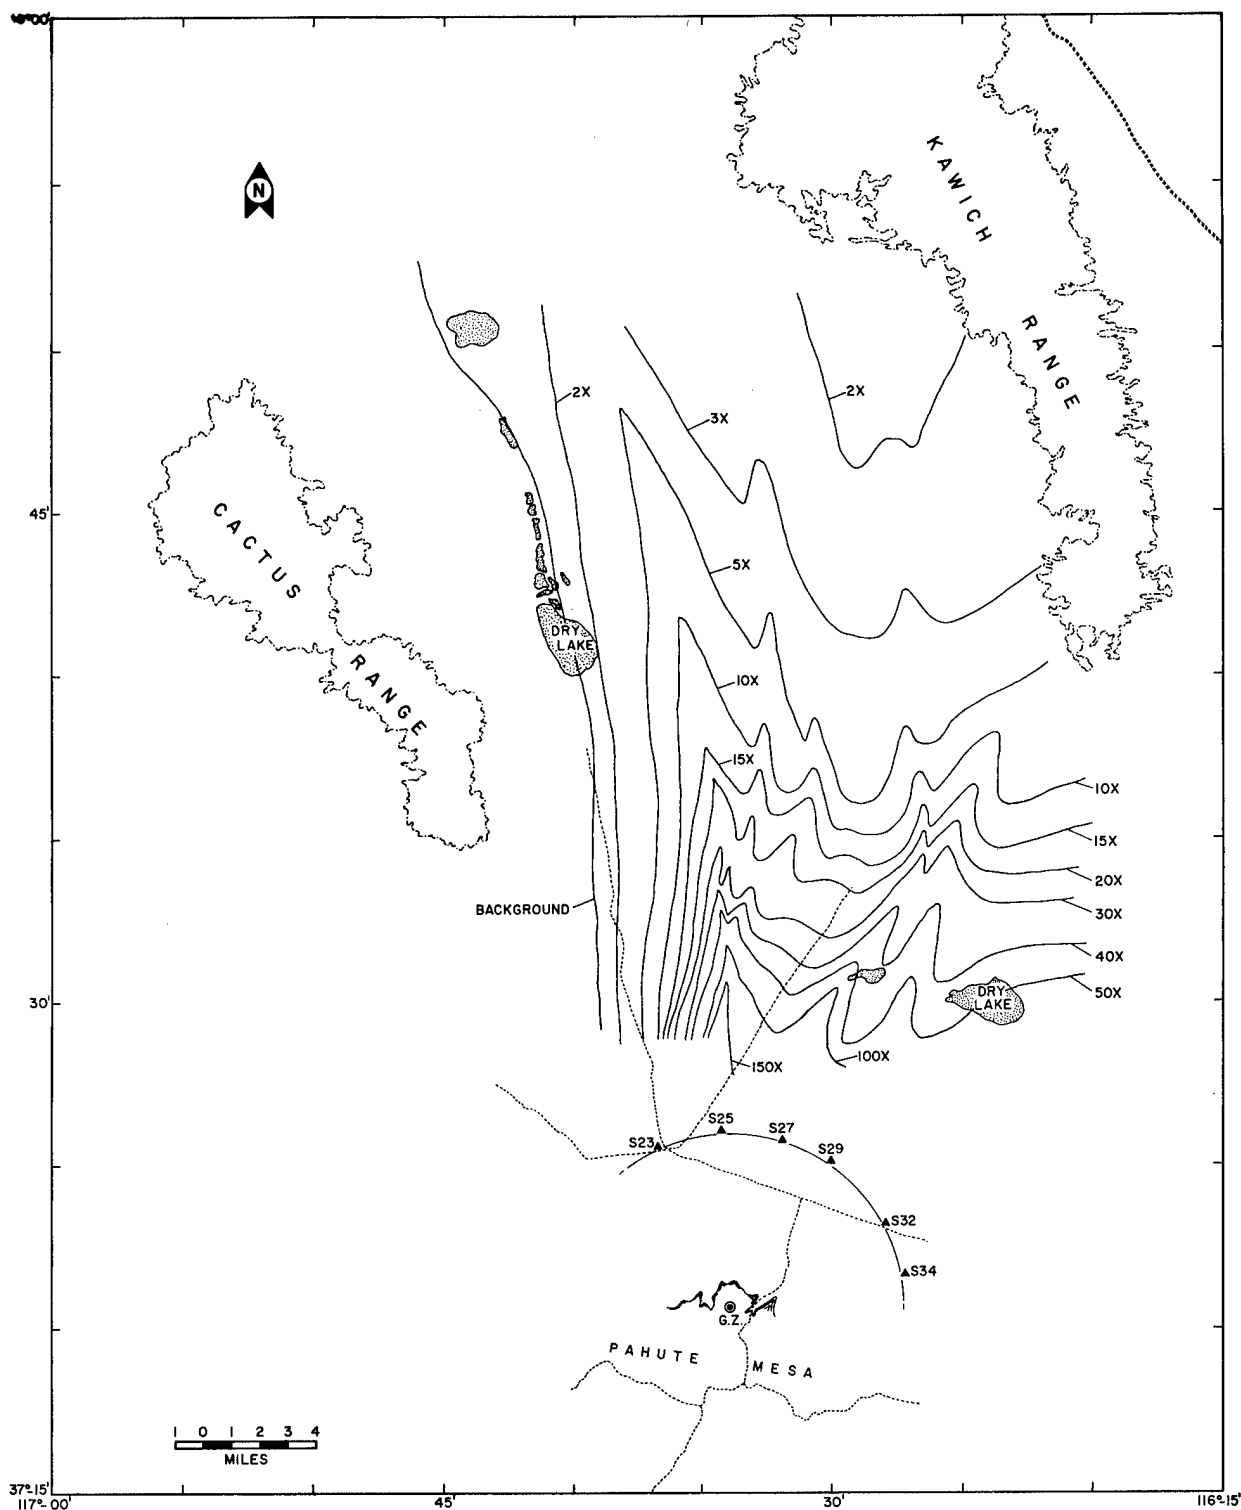 38°00'
N
KAWICH
RANGE
2X
3X
2X
CACTUS
RANGE
45'
5X
DRY
LAKE
10X
15X
10X
15X
20X
30X
40X
50X
BACKGROUND
30'
DRY
LAKE
150X
100X
S23
S25
S27
S29
S32
S34
G.Z.
PAHUTE MESA
1 0 1 2 3 4
MILES
37°-15'
117°-00'
45'
30'
116°-15'